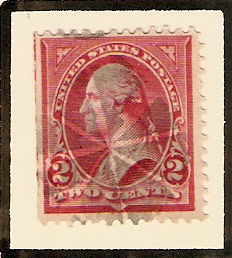 UNITED STATES POSTAGE
2 2
TWO CENTS